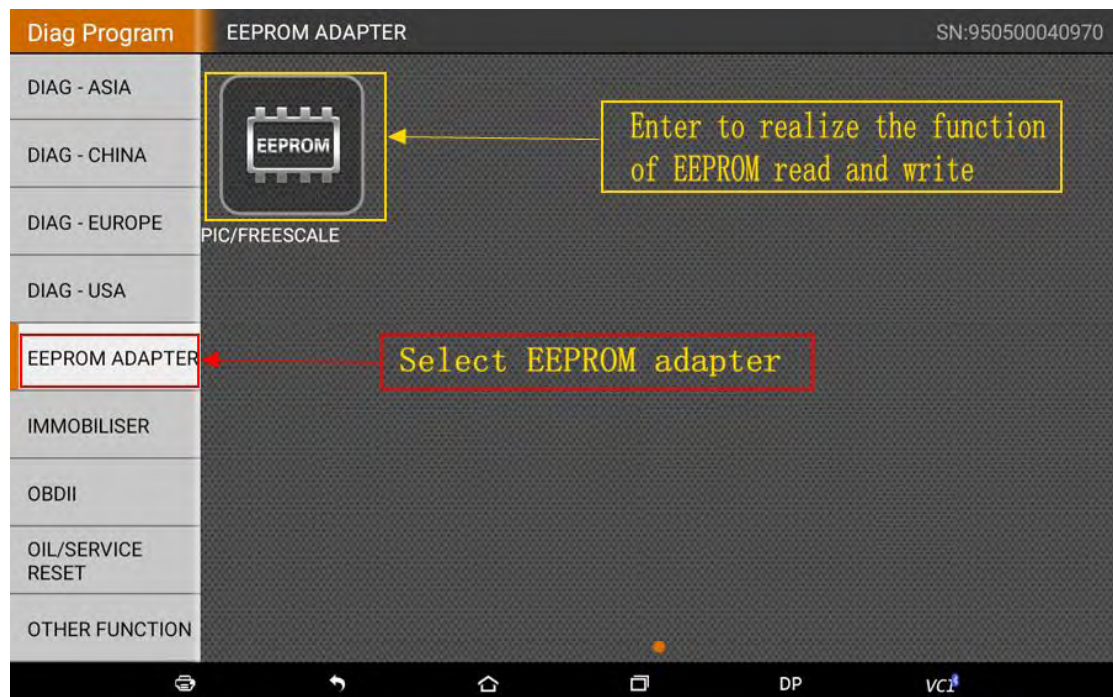 Diag Program
EEPROM ADAPTER
SN:950500040970
DIAG - ASIA
DIAG - CHINA
DIAG - EUROPE
DIAG - USA
EEPROM ADAPTER
IMMOBILISER
OBDII
OIL/SERVICE
RESET
OTHER FUNCTION
EEPROM
PIC/FREESCALE
Enter to realize the function
of EEPROM read and write
Select EEPROM adapter
DP
VCI